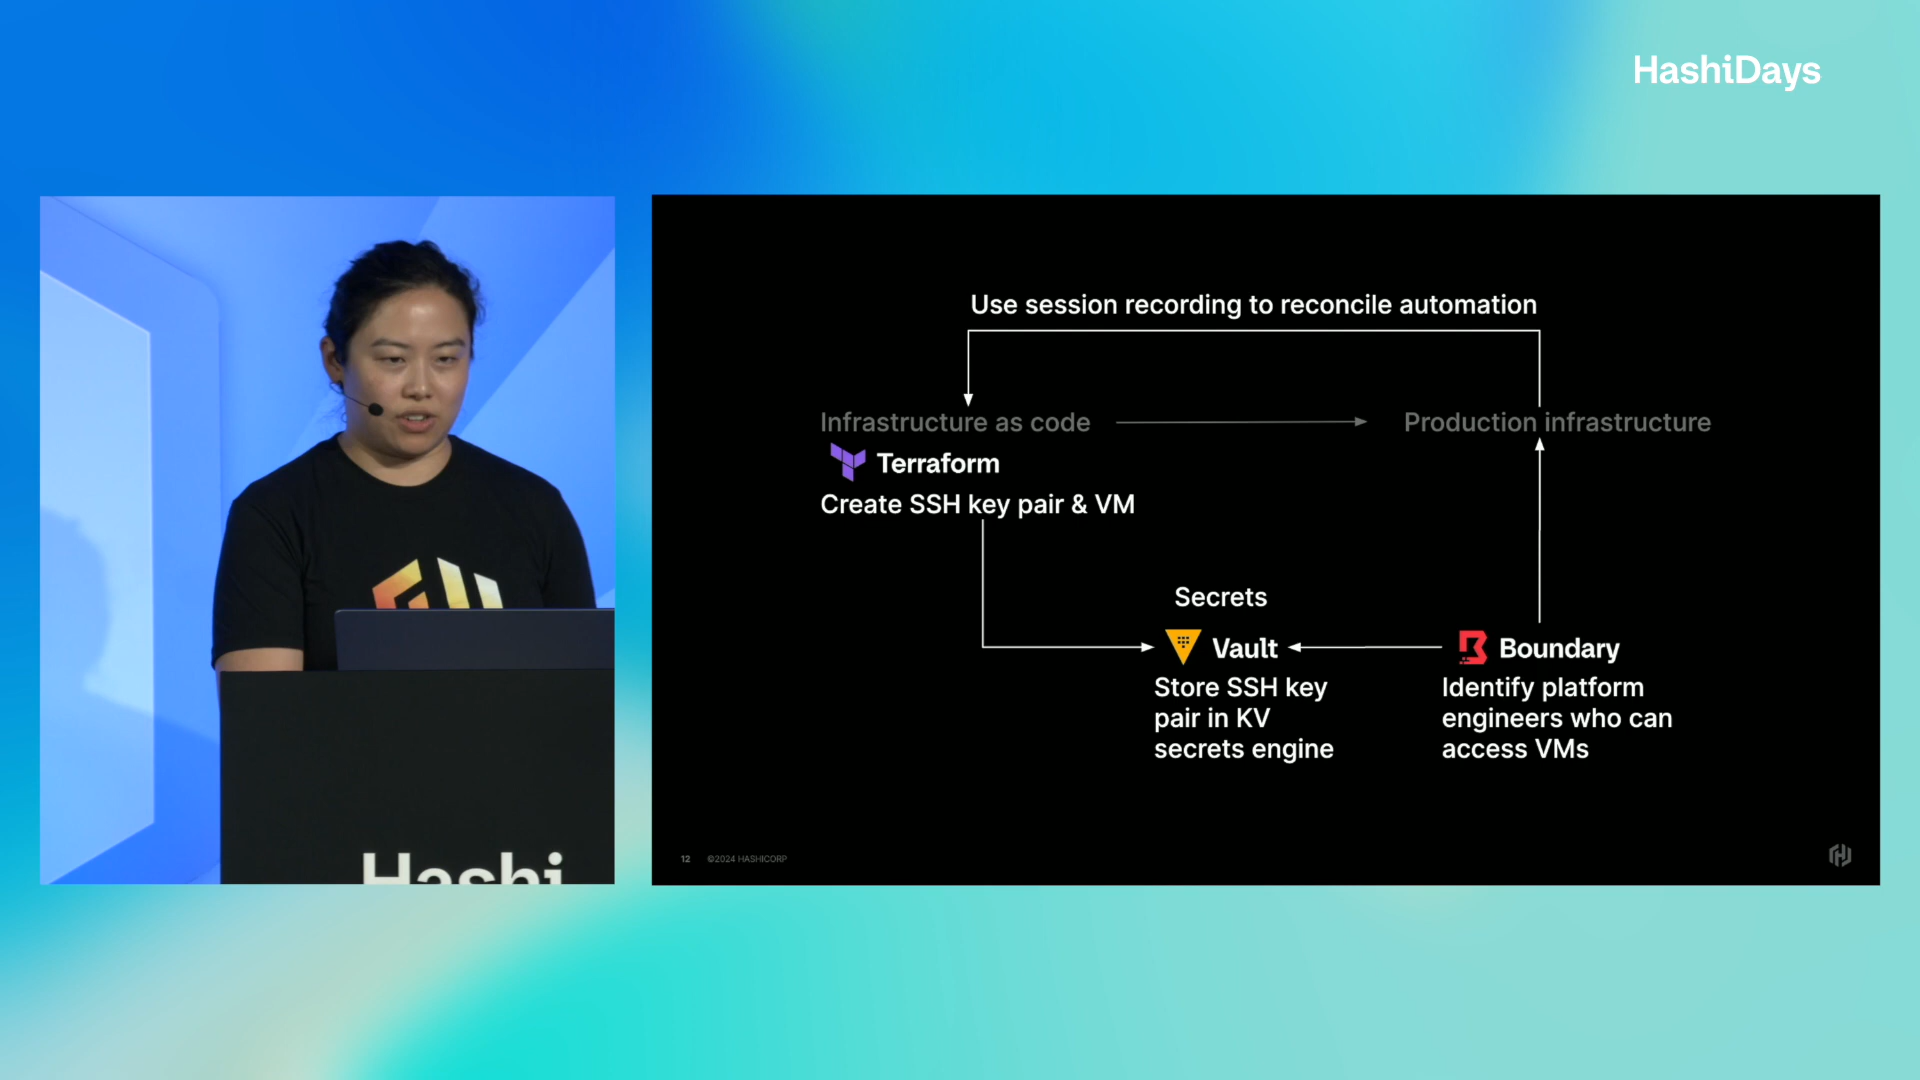 HashiDays
Use session recording to reconcile automation
Infrastructure as code
Production infrastructure
Terraform
Create SSH key pair & VM
Secrets
Vault
Boundary
Store SSH key
pair in KV
secrets engine
Identify platform
engineers who can
access VMs
12 ©2024 HASHICORP
Hashi